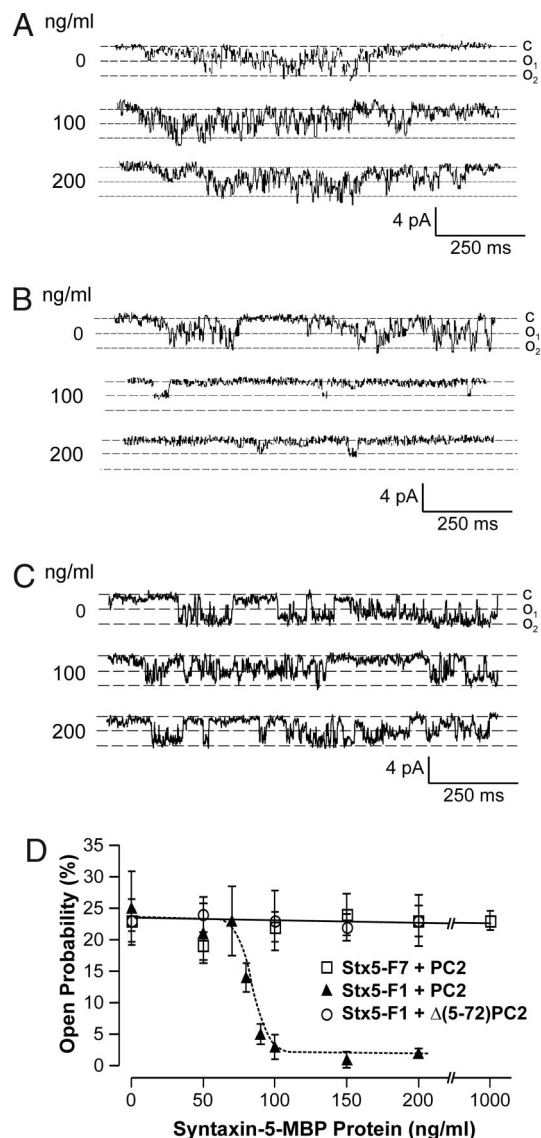 A
ng/ml
0
C
O₁
O₂
100
200
4 pA
250 ms
B
ng/ml
0
C
O₁
O₂
100
200
4 pA
250 ms
C
ng/ml
0
C
O₁
O₂
100
200
4 pA
250 ms
D
Open Probability (%)
35
30
25
20
15
10
5
0
Stx5-F7 + PC2
Stx5-F1 + PC2
Stx5-F1 + Δ(5-72)PC2
0 50 100 150 200 1000
Syntaxin-5-MBP Protein (ng/ml)